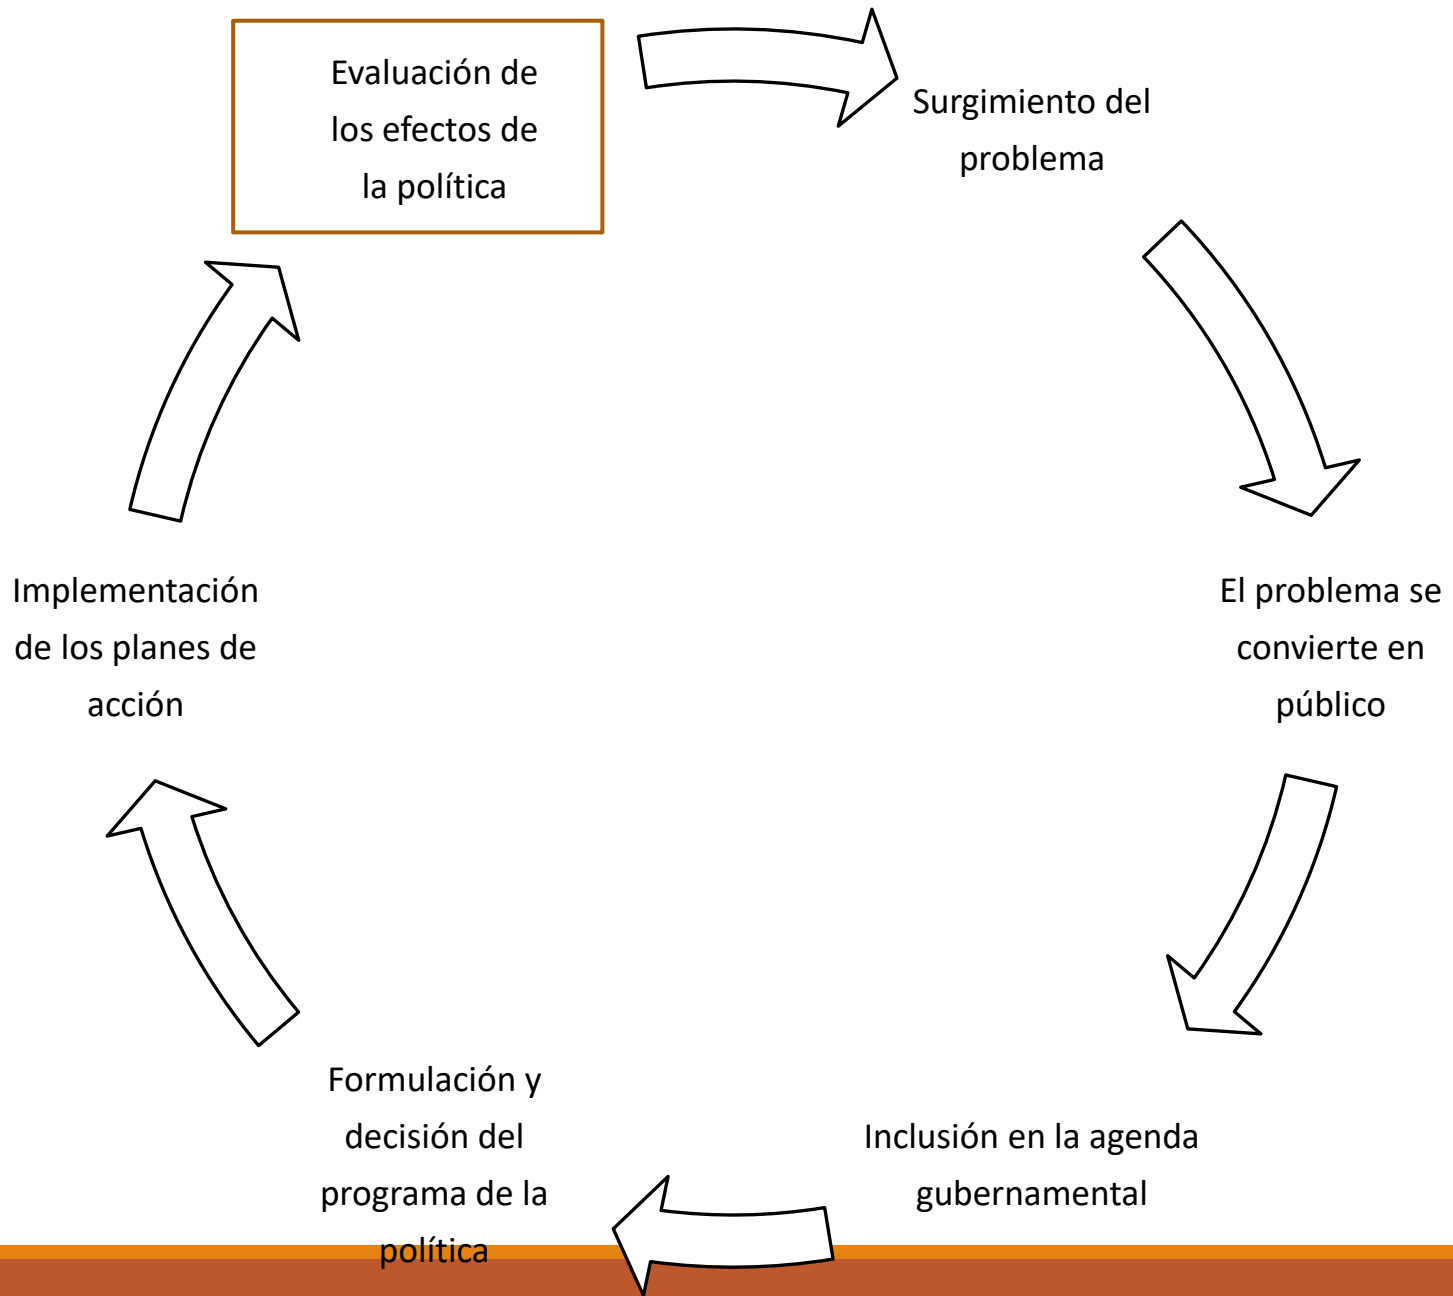 Evaluación de
los efectos de
la política
Surgimiento del
problema
El problema se
convierte en
público
Inclusión en la agenda
gubernamental
Formulación y
decisión del
programa de la
política
Implementación
de los planes de
acción